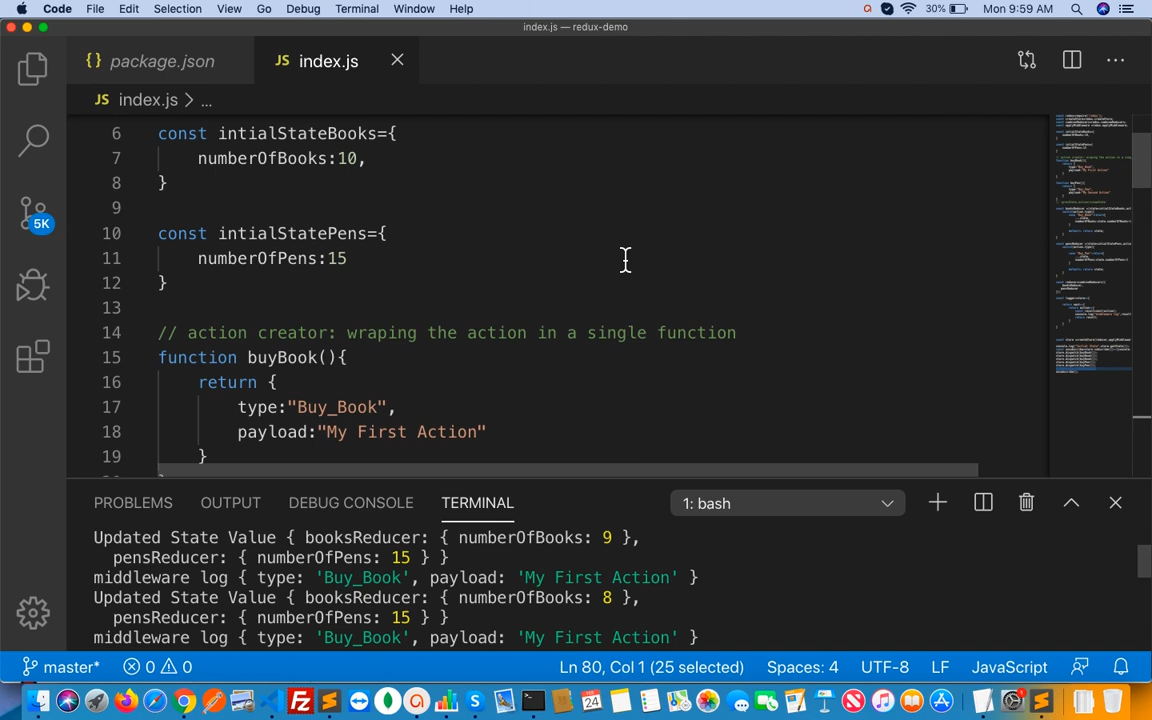 Code File Edit Selection View Go Debug Terminal Window Help 30% Mon 9:59 AM
index.js — redux-demo
{} package.json JS index.js
JS index.js > ...
6 const intialStateBooks={
7 numberOfBooks:10,
8 }
9
10 const intialStatePens={
11 numberOfPens:15
12 }
13
14 // action creator: wraping the action in a single function
15 function buyBook(){
16 return {
17 type:"Buy_Book",
18 payload:"My First Action"
19 }
5K
PROBLEMS OUTPUT DEBUG CONSOLE TERMINAL 1: bash
Updated State Value { booksReducer: { numberOfBooks: 9 },
pensReducer: { numberOfPens: 15 } }
middleware log { type: 'Buy_Book', payload: 'My First Action' }
Updated State Value { booksReducer: { numberOfBooks: 8 },
pensReducer: { numberOfPens: 15 } }
middleware log { type: 'Buy_Book', payload: 'My First Action' }
master* 0 0 Ln 80, Col 1 (25 selected) Spaces: 4 UTF-8 LF JavaScript